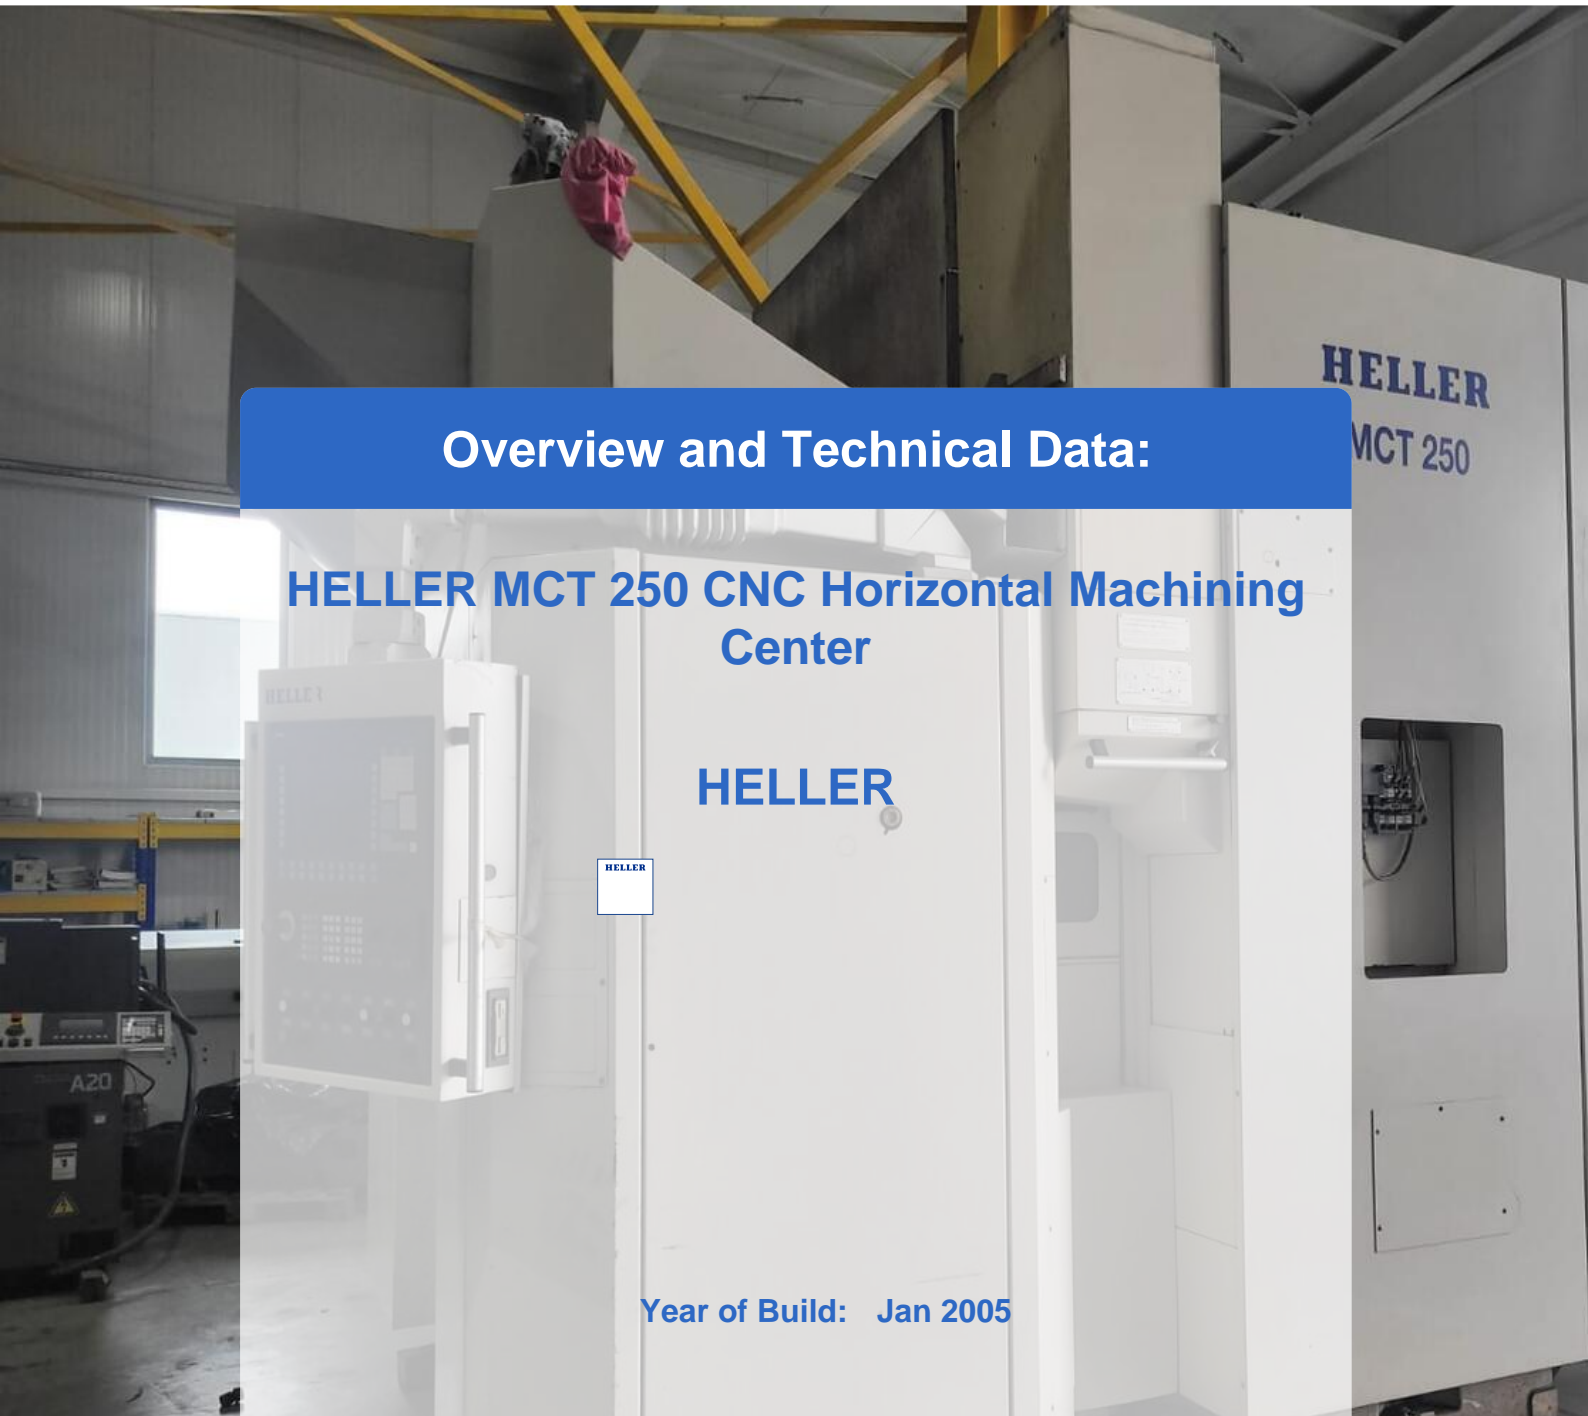 HELLER
MCT 250
Overview and Technical Data:
HELLER MCT 250 CNC Horizontal Machining
Center
HELLER
HELLER
HELLER
Year of Build: Jan 2005
A20